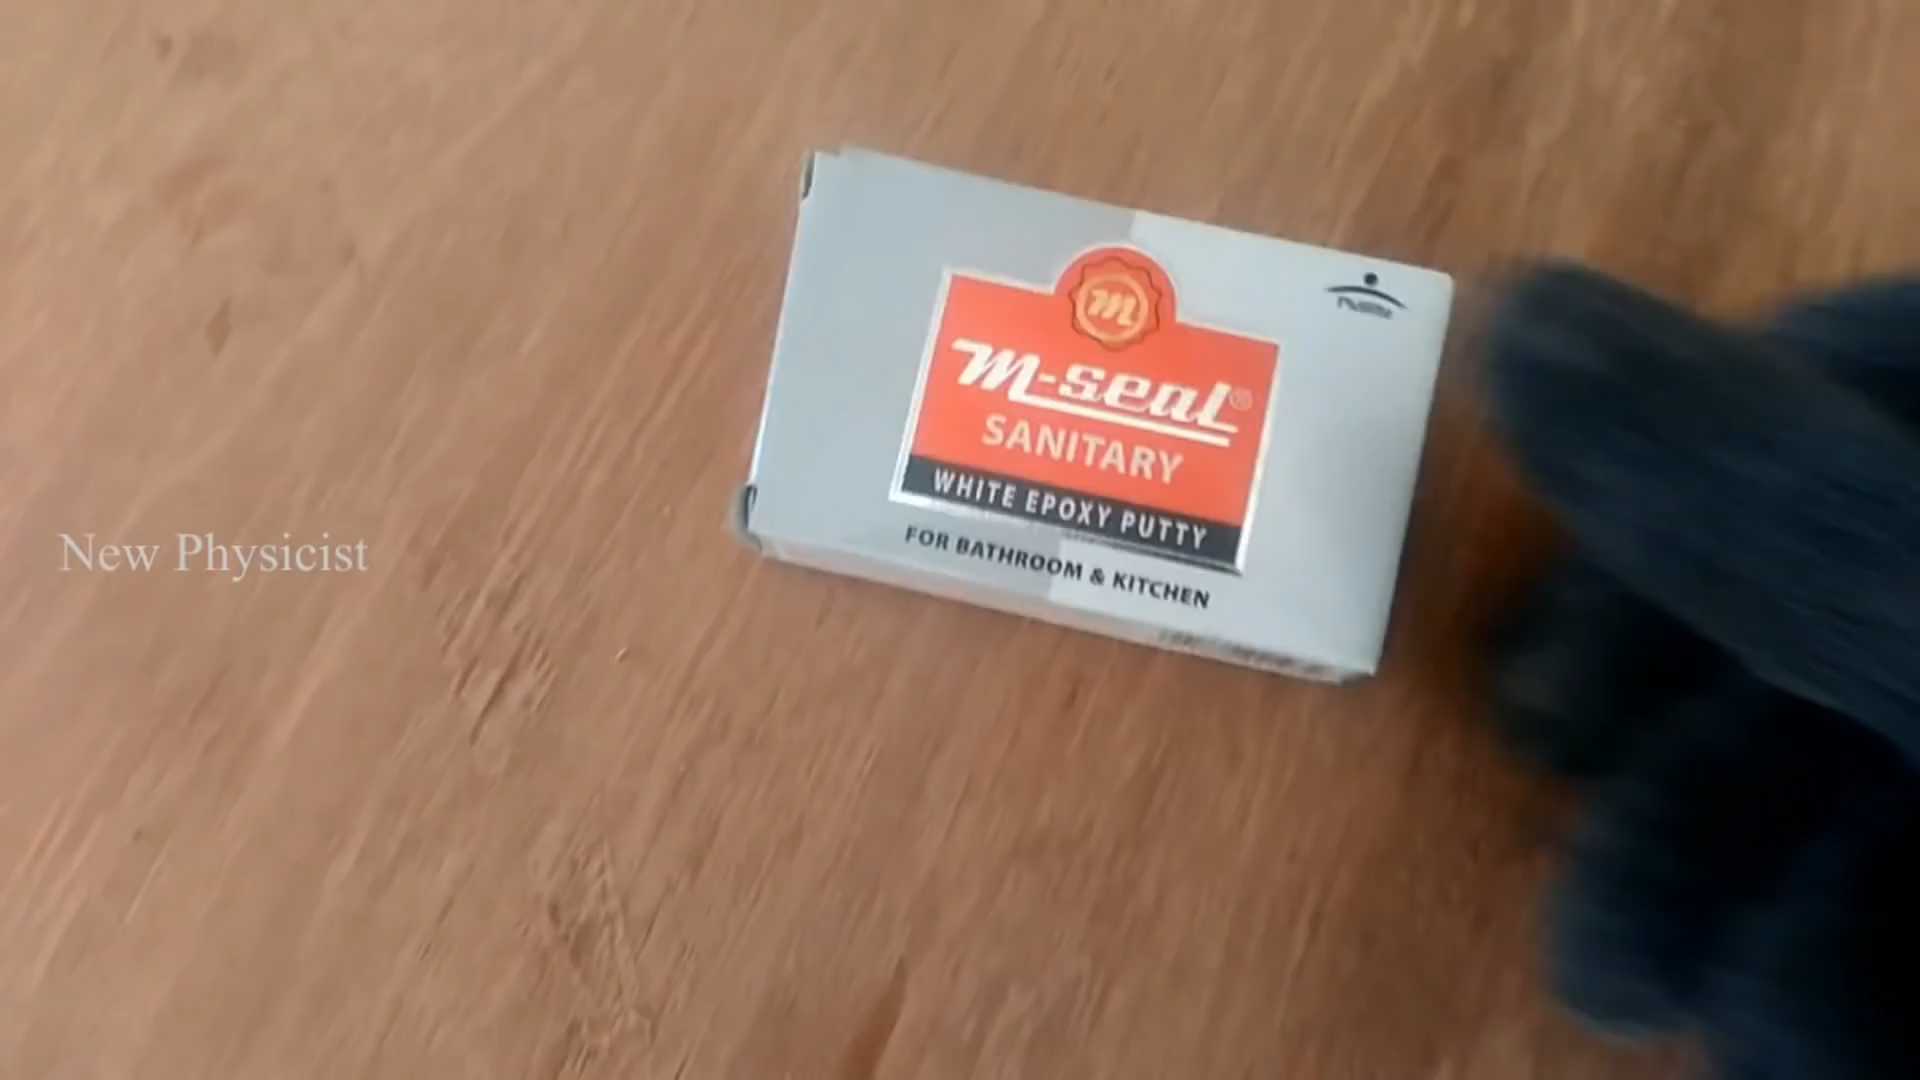 m
m-seal®
SANITARY
WHITE EPOXY PUTTY
FOR BATHROOM & KITCHEN
New Physicist